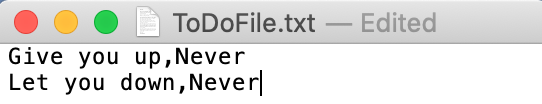 ToDoFile.txt — Edited
Give you up,Never
Let you down,Never